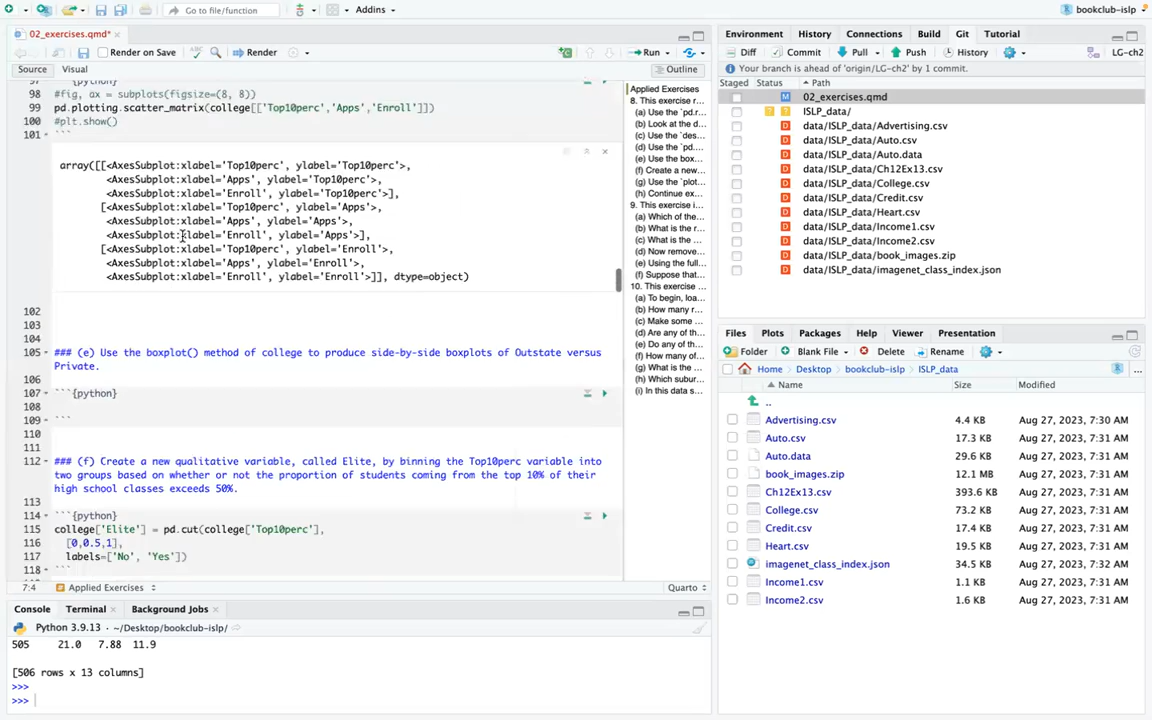 Go to file/function
Addins
bookclub-islp
02_exercises.qmd*
Render on Save
Render
Run
Source
Visual
Outline
{python}
98 #fig, ax = subplots(figsize=(8, 8))
99 pd.plotting.scatter_matrix(college[['Top10perc','Apps','Enroll']])
100 #plt.show()
101 ```
array([[<AxesSubplot:xlabel='Top10perc', ylabel='Top10perc'>,
<AxesSubplot:xlabel='Apps', ylabel='Top10perc'>,
<AxesSubplot:xlabel='Enroll', ylabel='Top10perc'>],
[<AxesSubplot:xlabel='Top10perc', ylabel='Apps'>,
<AxesSubplot:xlabel='Apps', ylabel='Apps'>,
<AxesSubplot:xlabel='Enroll', ylabel='Apps'>],
[<AxesSubplot:xlabel='Top10perc', ylabel='Enroll'>,
<AxesSubplot:xlabel='Apps', ylabel='Enroll'>,
<AxesSubplot:xlabel='Enroll', ylabel='Enroll'>]], dtype=object)
102
103
104
105 ### (e) Use the boxplot() method of college to produce side-by-side boxplots of Outstate versus
Private.
106
107 ```{python}
108
109 ```
110
111
112 ### (f) Create a new qualitative variable, called Elite, by binning the Top10perc variable into
two groups based on whether or not the proportion of students coming from the top 10% of their
high school classes exceeds 50%.
113
114 ```{python}
115 college['Elite'] = pd.cut(college['Top10perc'],
116 [0,0.5,1],
117 labels=['No', 'Yes'])
118 ```
7:4 Applied Exercises
Quarto
Applied Exercises
8. This exercise r...
(a) Use the `pd.r...
(b) Look at the d...
(c) Use the `des...
(d) Use the `pd....
(e) Use the box...
(f) Create a new...
(g) Use the `plot...
(h) Continue ex...
9. This exercise i...
(a) Which of the...
(b) What is the r...
(c) What is the...
(d) Now remove...
(e) Using the full...
(f) Suppose that...
10. This exercise ...
(a) To begin, loa...
(b) How many r...
(c) Make some ...
(d) Are any of th...
(e) Do any of th...
(f) How many of...
(g) What is the...
(h) Which subur...
(i) In this data s...
Console
Terminal
Background Jobs
Python 3.9.13 · ~/Desktop/bookclub-islp/
505 21.0 7.88 11.9
[506 rows x 13 columns]
>>>
>>>
Environment
History
Connections
Build
Git
Tutorial
Diff
Commit
Pull
Push
History
LG-ch2
Your branch is ahead of 'origin/LG-ch2' by 1 commit.
Staged Status Path
M 02_exercises.qmd
? ? ISLP_data/
D data/ISLP_data/Advertising.csv
D data/ISLP_data/Auto.csv
D data/ISLP_data/Auto.data
D data/ISLP_data/Ch12Ex13.csv
D data/ISLP_data/College.csv
D data/ISLP_data/Credit.csv
D data/ISLP_data/Heart.csv
D data/ISLP_data/Income1.csv
D data/ISLP_data/Income2.csv
D data/ISLP_data/book_images.zip
D data/ISLP_data/imagenet_class_index.json
Files
Plots
Packages
Help
Viewer
Presentation
Folder
Blank File
Delete
Rename
Home
Desktop
bookclub-islp
ISLP_data
Name Size Modified
..
Advertising.csv 4.4 KB Aug 27, 2023, 7:30 AM
Auto.csv 17.3 KB Aug 27, 2023, 7:31 AM
Auto.data 29.6 KB Aug 27, 2023, 7:31 AM
book_images.zip 12.1 MB Aug 27, 2023, 7:31 AM
Ch12Ex13.csv 393.6 KB Aug 27, 2023, 7:31 AM
College.csv 73.2 KB Aug 27, 2023, 7:31 AM
Credit.csv 17.4 KB Aug 27, 2023, 7:31 AM
Heart.csv 19.5 KB Aug 27, 2023, 7:31 AM
imagenet_class_index.json 34.5 KB Aug 27, 2023, 7:32 AM
Income1.csv 1.1 KB Aug 27, 2023, 7:31 AM
Income2.csv 1.6 KB Aug 27, 2023, 7:31 AM